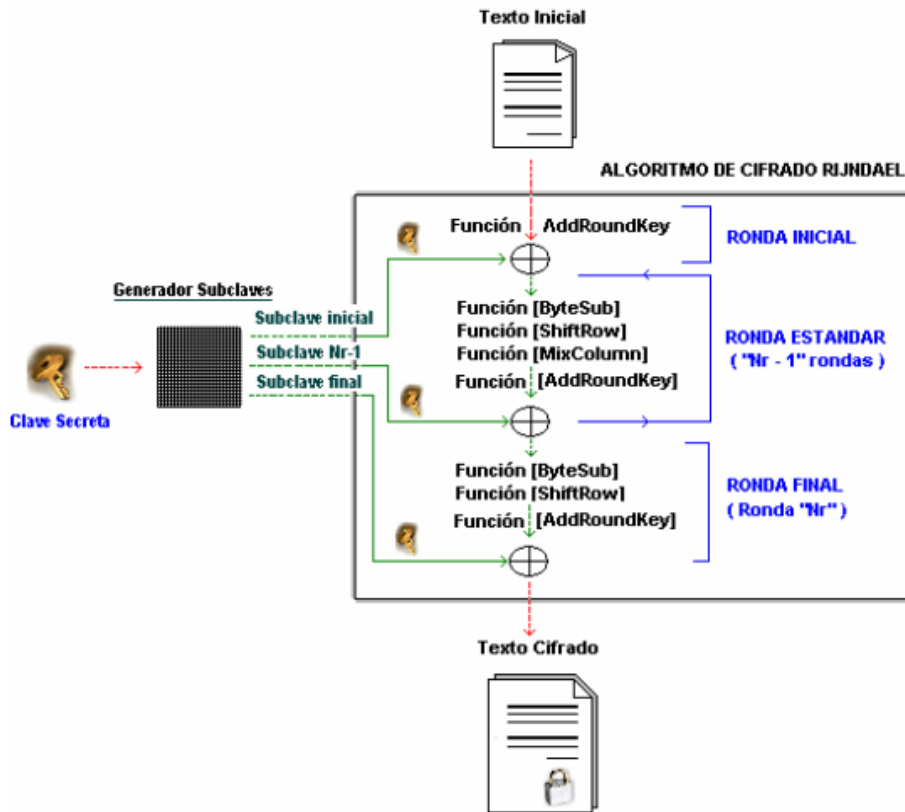 Texto Inicial
ALGORITMO DE CIFRADO RIJNDAEL
Función AddRoundKey
RONDA INICIAL
Generador Subclaves
Subclave inicial
Subclave Nr-1
Subclave final
Clave Secreta
Función [ByteSub]
Función [ShiftRow]
Función [MixColumn]
Función [AddRoundKey]
RONDA ESTANDAR
( "Nr - 1" rondas )
Función [ByteSub]
Función [ShiftRow]
Función [AddRoundKey]
RONDA FINAL
( Ronda "Nr" )
Texto Cifrado